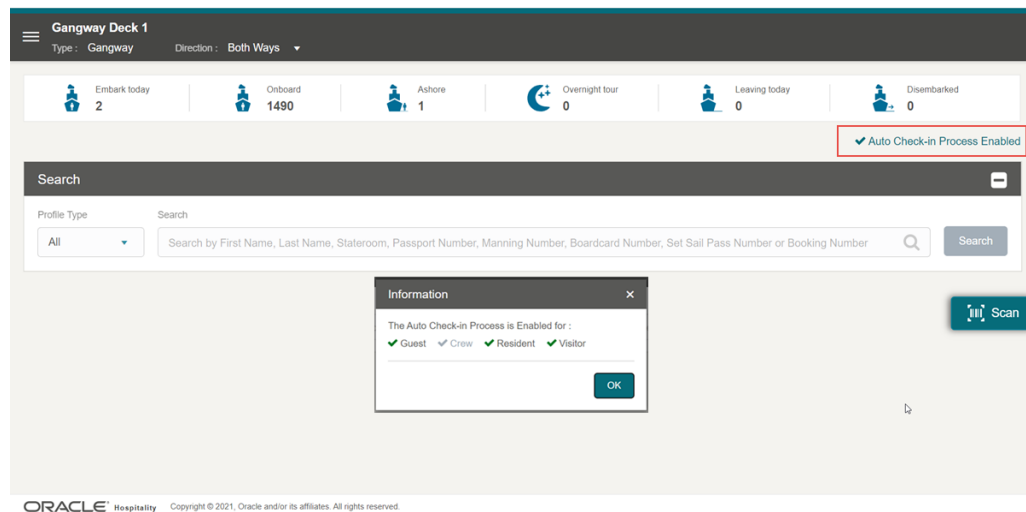 Gangway Deck 1
Type : Gangway Direction : Both Ways
Embark today Onboard Ashore Overnight tour Leaving today Disembarked
2 1490 1 0 0 0
Auto Check-in Process Enabled
Search
Profile Type Search
All Search by First Name, Last Name, Stateroom, Passport Number, Manning Number, Boardcard Number, Set Sail Pass Number or Booking Number Search
Information
The Auto Check-in Process is Enabled for :
Guest Crew Resident Visitor
OK
Scan
ORACLE Hospitality Copyright © 2021, Oracle and/or its affiliates. All rights reserved.